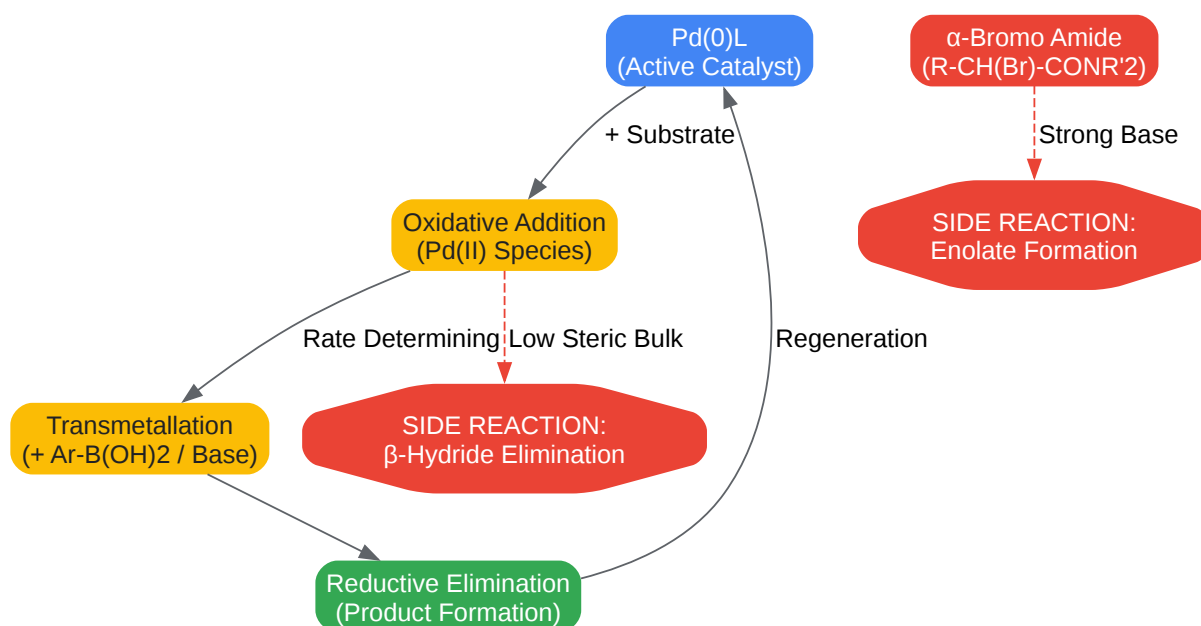 Pd(0)L
(Active Catalyst)
α-Bromo Amide
(R-CH(Br)-CONR'2)
+ Substrate
Strong Base
Oxidative Addition
(Pd(II) Species)
SIDE REACTION:
Enolate Formation
Rate Determining
Low Steric Bulk
Regeneration
Transmetallation
(+ Ar-B(OH)2 / Base)
SIDE REACTION:
β-Hydride Elimination
Reductive Elimination
(Product Formation)